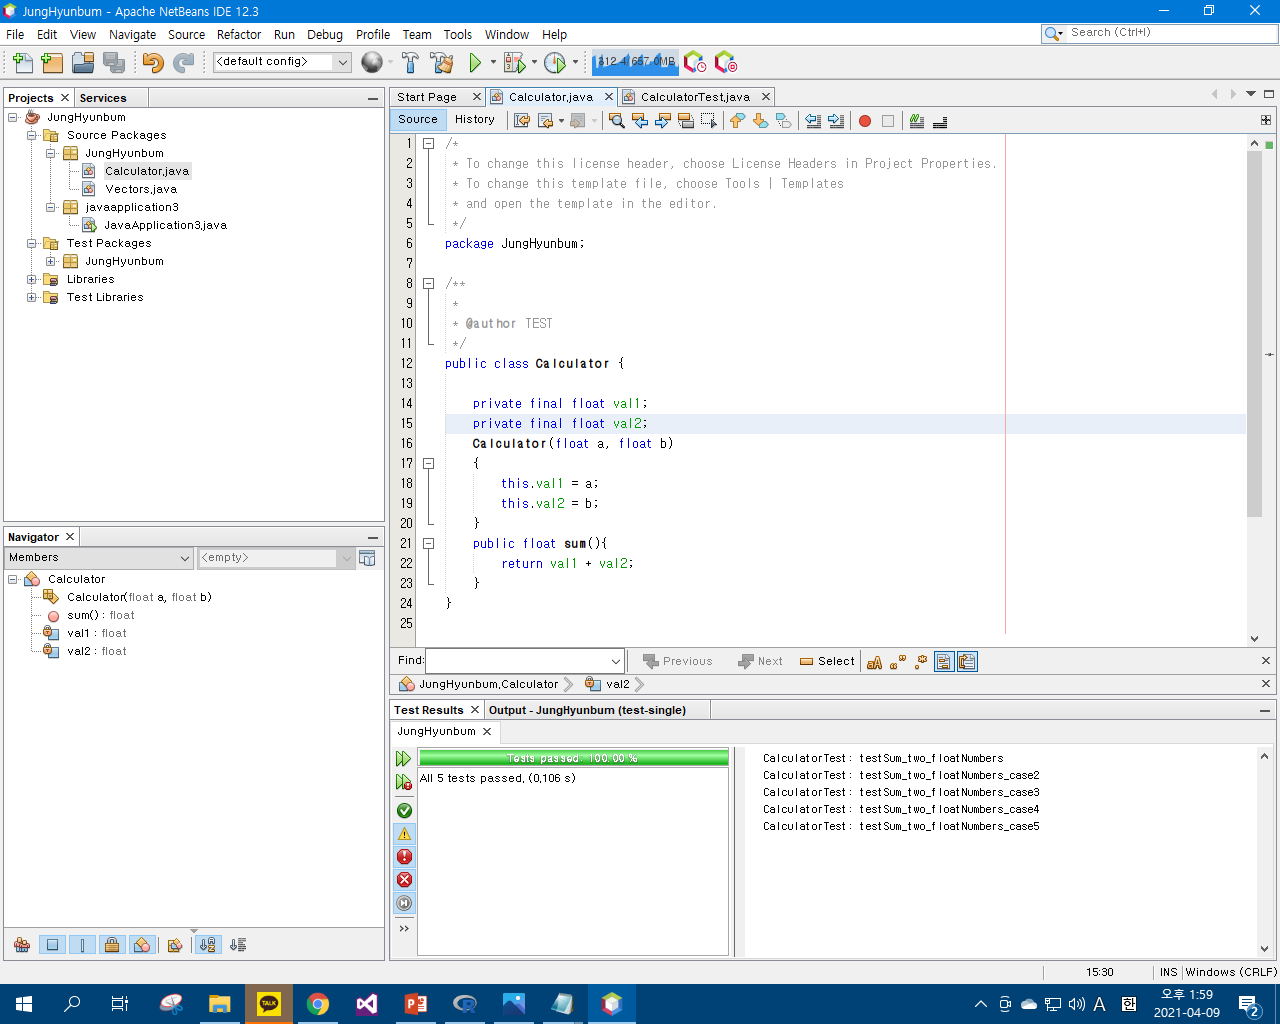 JungHyunbum - Apache NetBeans IDE 12.3
File Edit View Navigate Source Refactor Run Debug Profile Team Tools Window Help
Search (Ctrl+I)
<default config>
312.4/657.0MB
Projects
Services
JungHyunbum
Source Packages
JungHyunbum
Calculator.java
Vectors.java
javaapplication3
JavaApplication3.java
Test Packages
JungHyunbum
Libraries
Test Libraries
Navigator
Members
<empty>
Calculator
Calculator(float a, float b)
sum() : float
val1 : float
val2 : float
Start Page
Calculator.java
CalculatorTest.java
Source
History
1 /*
2 * To change this license header, choose License Headers in Project Properties.
3 * To change this template file, choose Tools | Templates
4 * and open the template in the editor.
5 */
6 package JungHyunbum;
7
8 /**
9 *
10 * @author TEST
11 */
12 public class Calculator {
13
14 private final float val1;
15 private final float val2;
16 Calculator(float a, float b)
17 {
18 this.val1 = a;
19 this.val2 = b;
20 }
21 public float sum(){
22 return val1 + val2;
23 }
24 }
25
Find:
Previous
Next
Select
JungHyunbum.Calculator
val2
Test Results
Output - JungHyunbum (test-single)
JungHyunbum
Tests passed: 100.00 %
All 5 tests passed. (0.106 s)
CalculatorTest: testSum_two_floatNumbers
CalculatorTest: testSum_two_floatNumbers_case2
CalculatorTest: testSum_two_floatNumbers_case3
CalculatorTest: testSum_two_floatNumbers_case4
CalculatorTest: testSum_two_floatNumbers_case5
15:30
INS
Windows (CRLF)
TALK
A
한
오후 1:59
2021-04-09
2